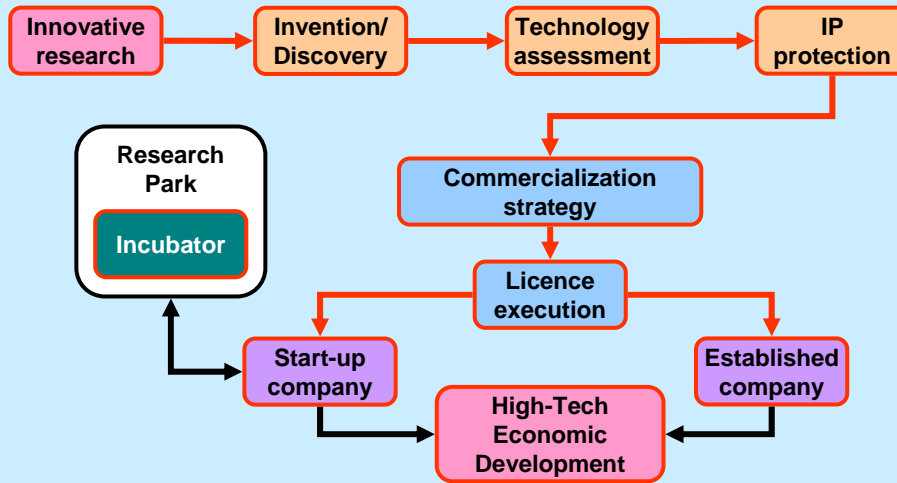 Innovative
research
Invention/
Discovery
Technology
assessment
IP
protection
Research
Park
Incubator
Commercialization
strategy
Licence
execution
Start-up
company
Established
company
High-Tech
Economic
Development